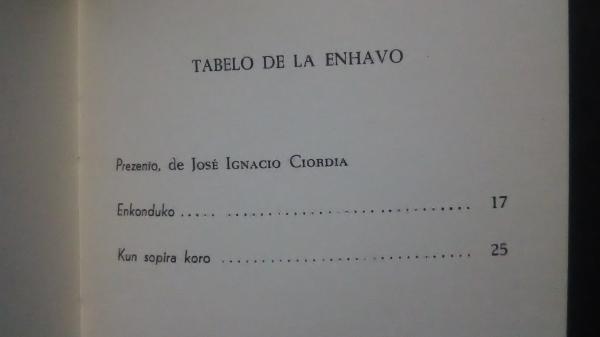 TABELO DE LA ENHAVO
Prezento, de JOSÉ IGNACIO CIORDIA
Enkonduko ..... ................................... 17
Kun sopira koro ................................ 25